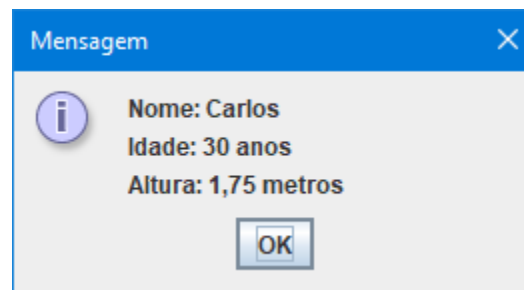 Mensagem
Nome: Carlos
Idade: 30 anos
Altura: 1,75 metros
OK